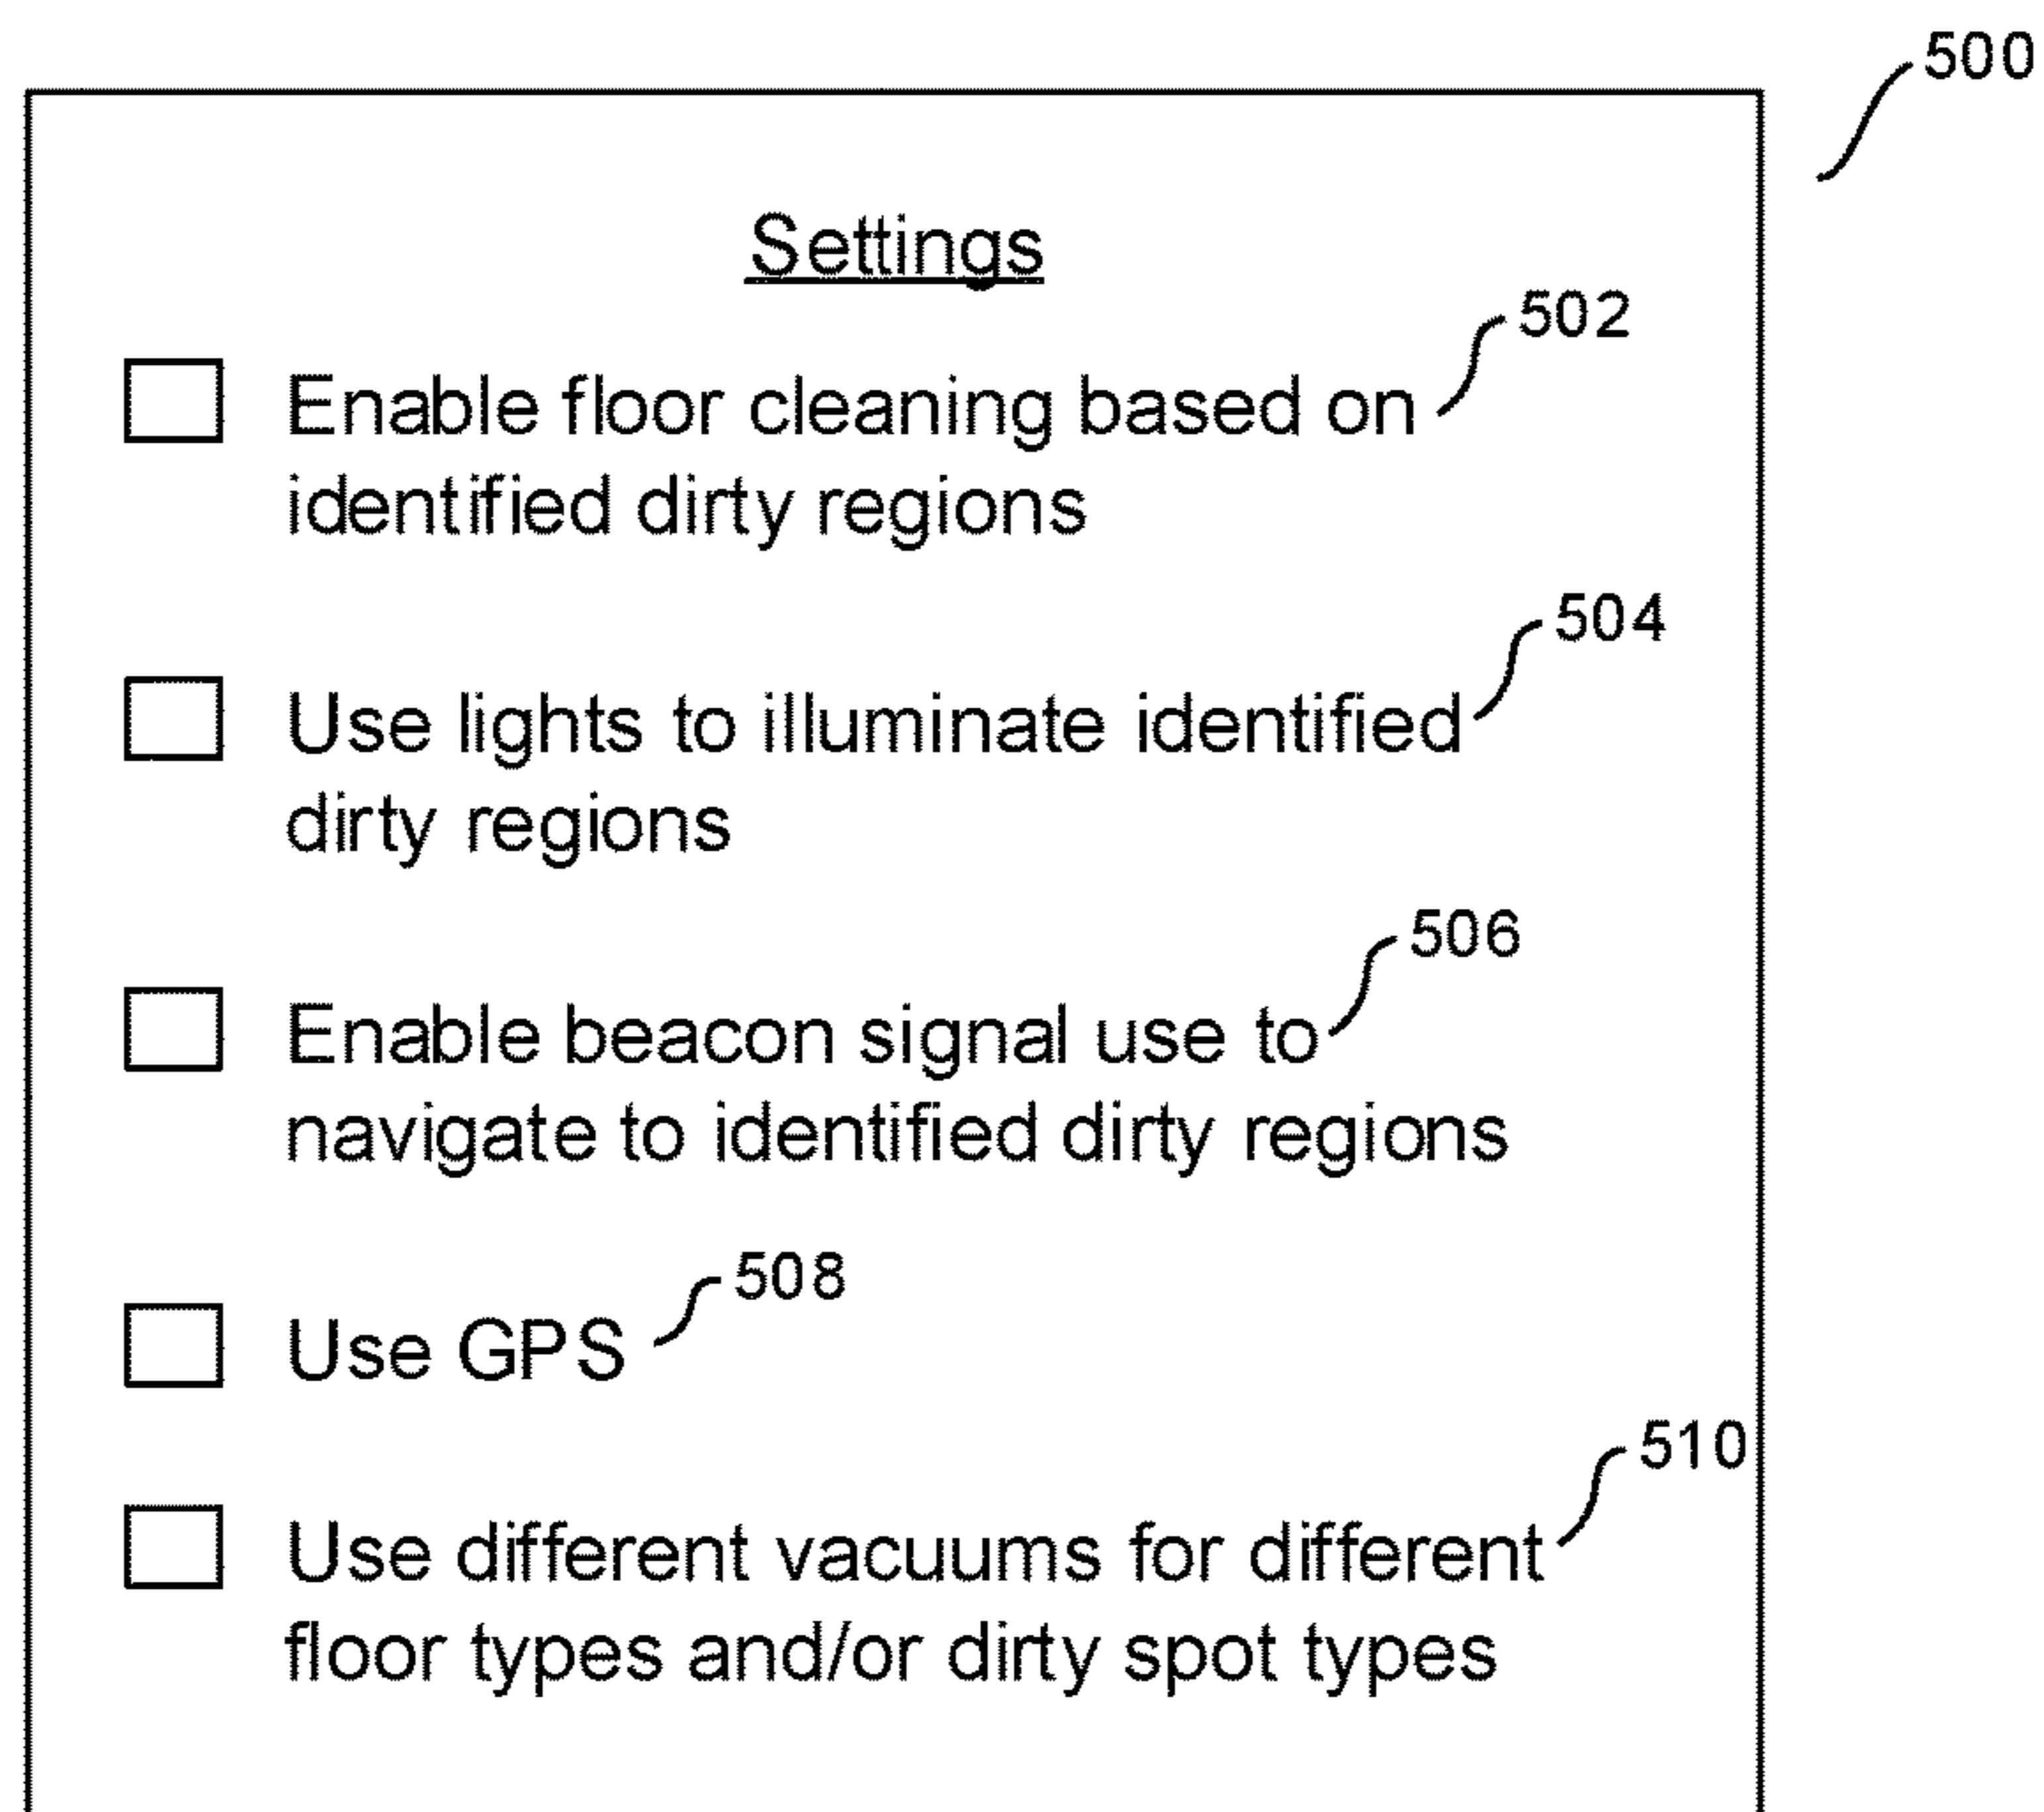 500
Settings
502
Enable floor cleaning based on
identified dirty regions
504
Use lights to illuminate identified
dirty regions
506
Enable beacon signal use to
navigate to identified dirty regions
508
Use GPS
510
Use different vacuums for different
floor types and/or dirty spot types